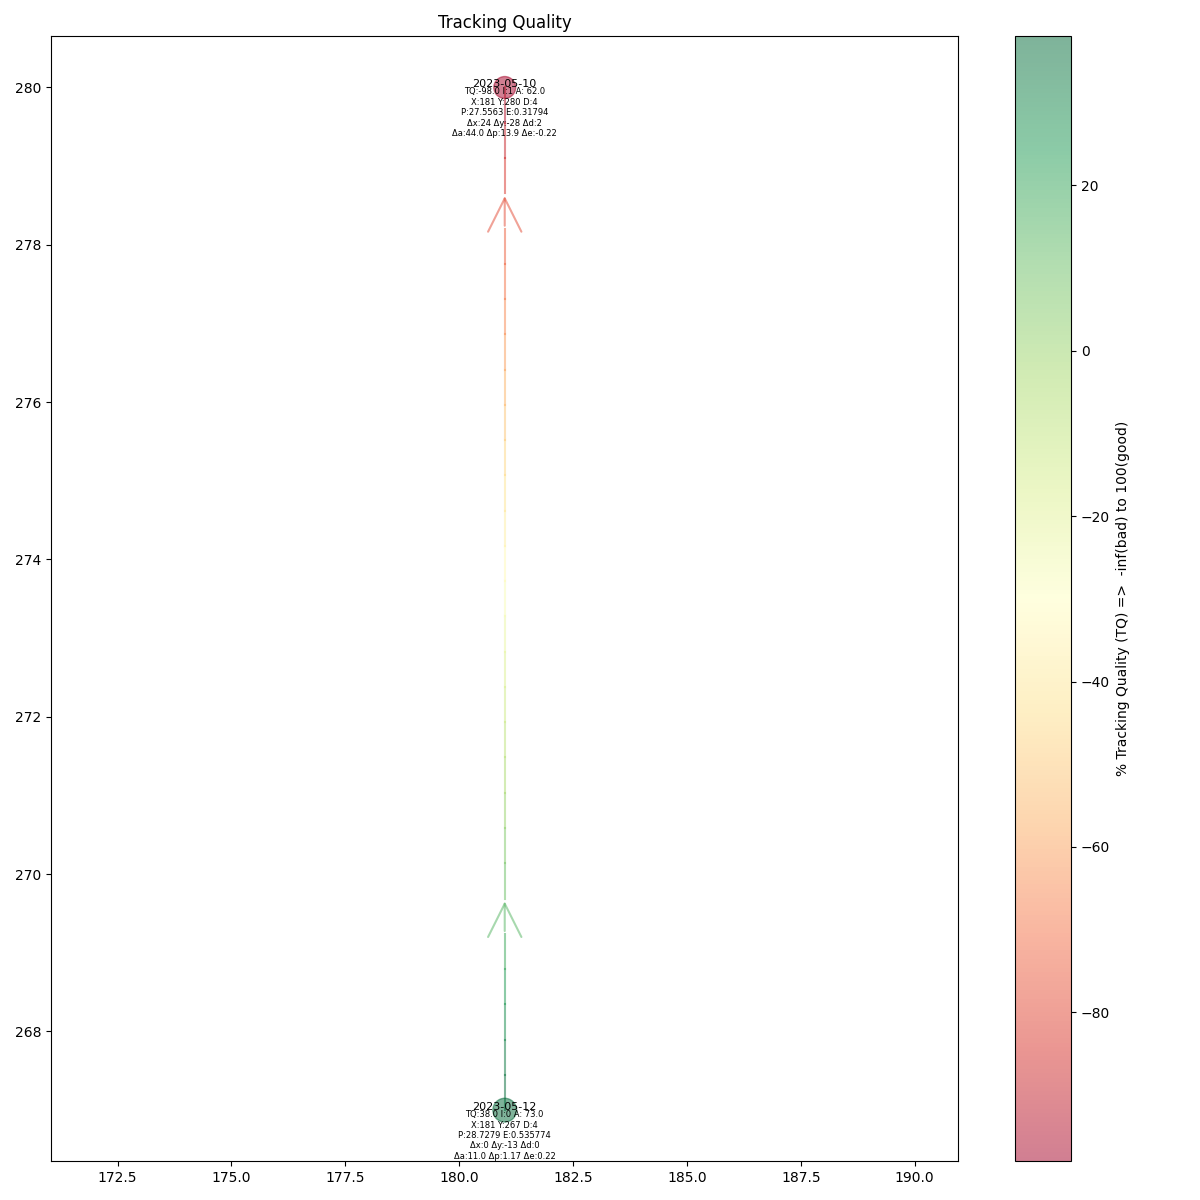 Tracking Quality
2023-05-10
TQ:-98.0 I:1 A: 62.0
X:181 Y:280 D:4
P:27.5563 E:0.31794
Δx:24 Δy:-28 Δd:2
Δa:44.0 Δp:13.9 Δe:-0.22
2023-05-12
TQ:38.0 I:0 A: 73.0
X:181 Y:267 D:4
P:28.7279 E:0.535774
Δx:0 Δy:-13 Δd:0
Δa:11.0 Δp:1.17 Δe:0.22
280
278
276
274
272
270
268
172.5 175.0 177.5 180.0 182.5 185.0 187.5 190.0
20
0
−20
−40
−60
−80
% Tracking Quality (TQ) => -inf(bad) to 100(good)